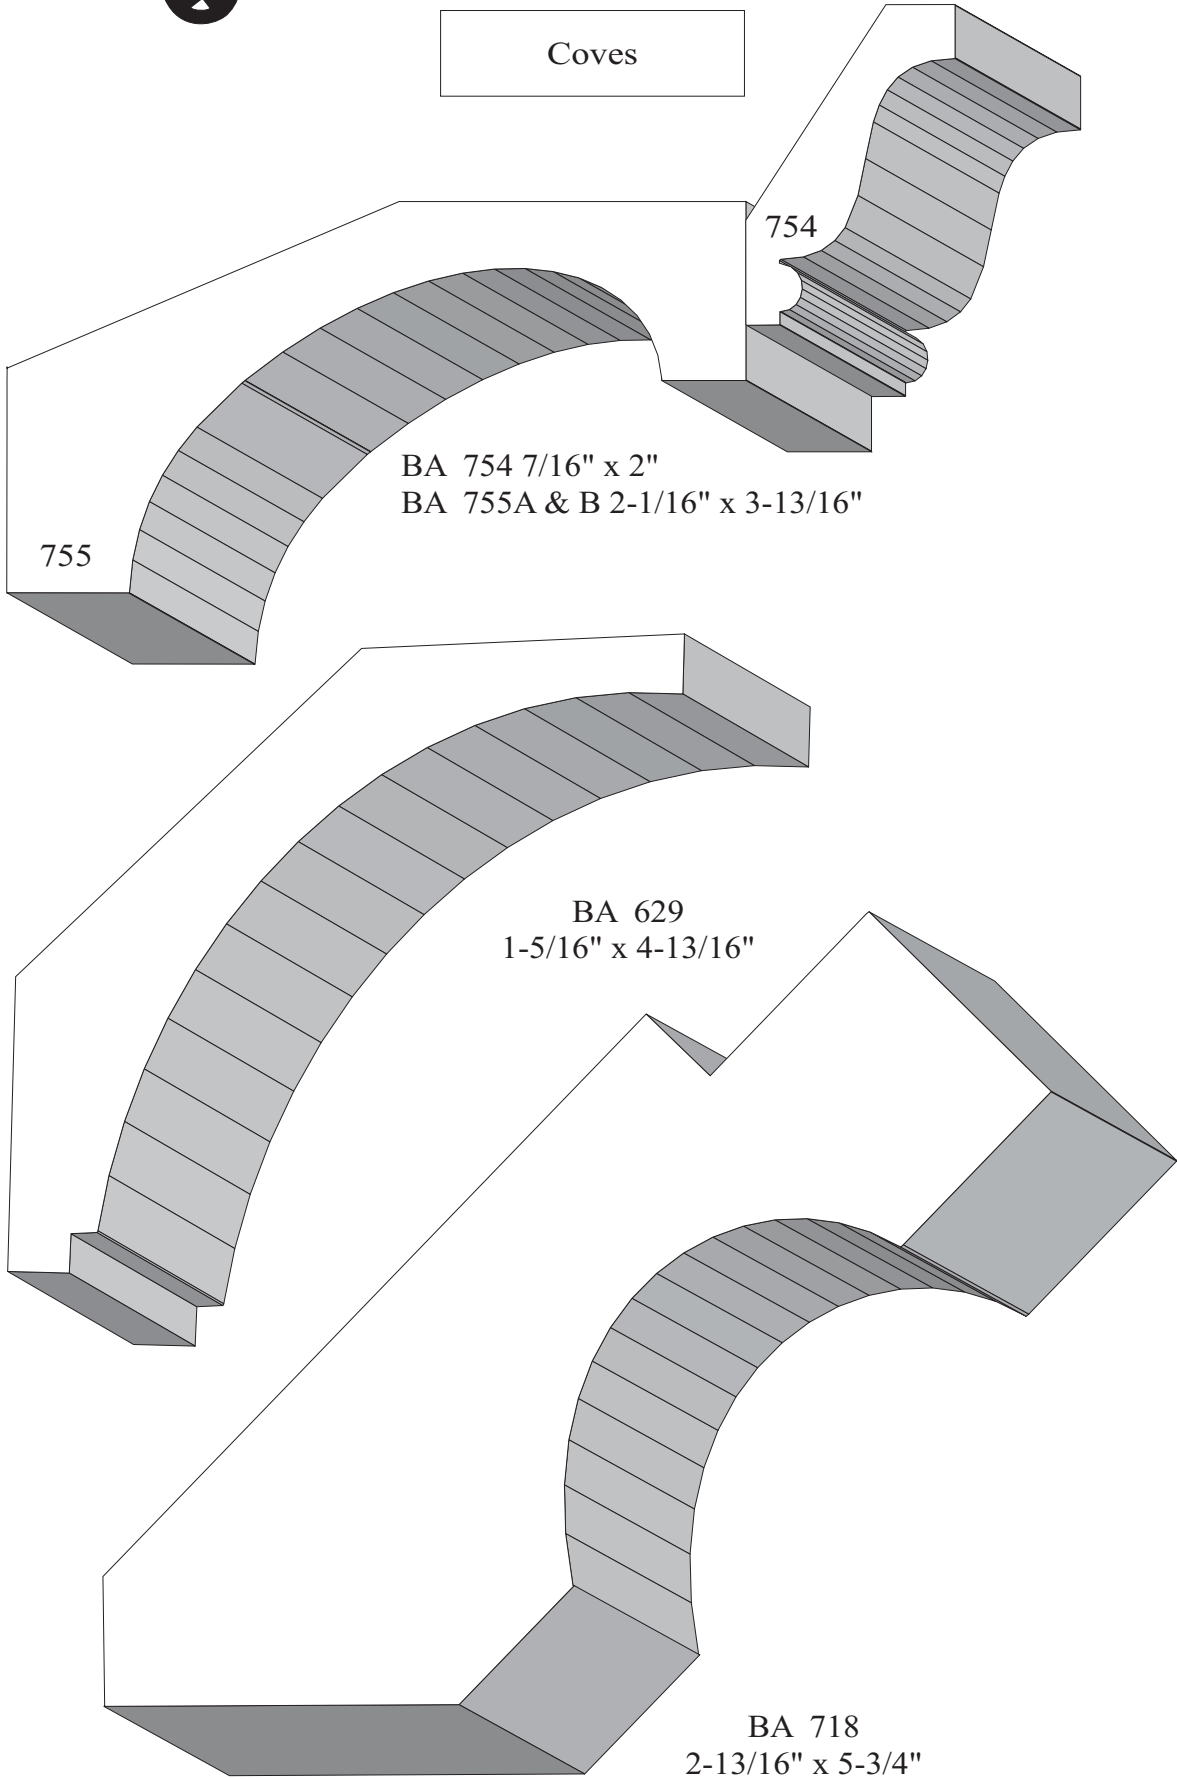 Coves
754
BA 754 7/16" x 2"
BA 755A & B 2-1/16" x 3-13/16"
755
BA 629
1-5/16" x 4-13/16"
BA 718
2-13/16" x 5-3/4"